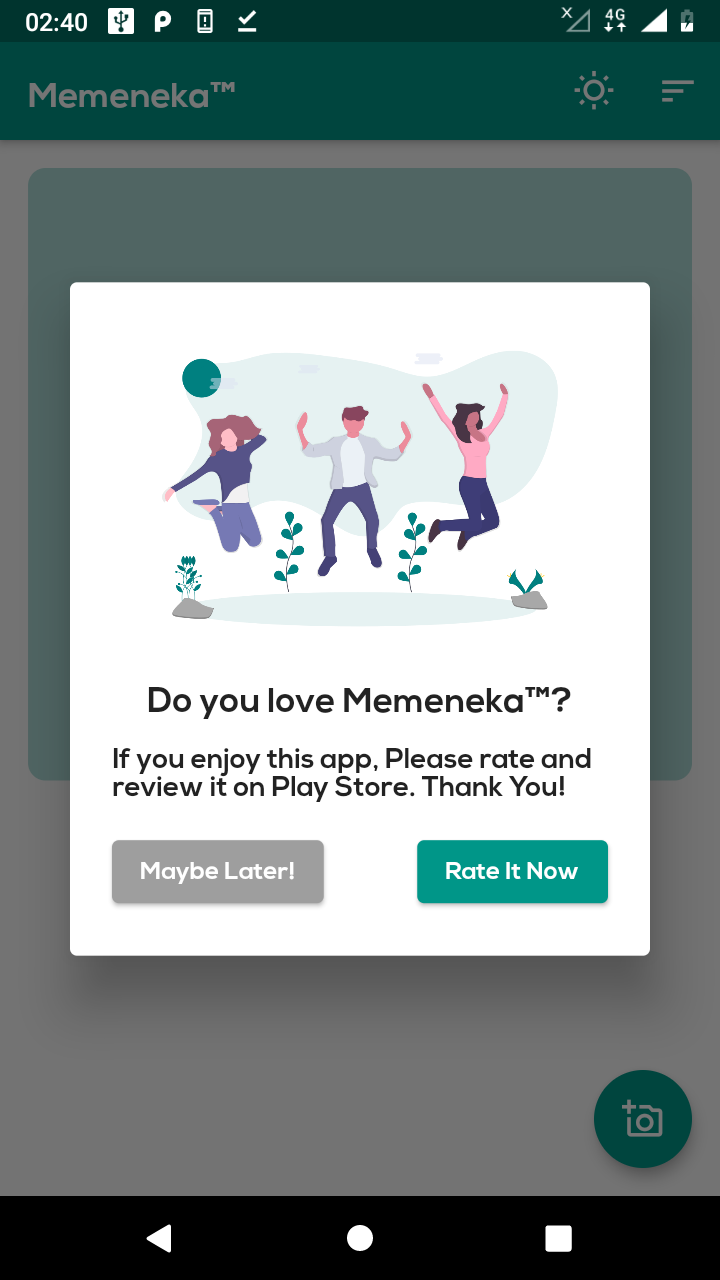 02:40
X
4G
Memeneka™
Do you love Memeneka™?
If you enjoy this app, Please rate and
review it on Play Store. Thank You!
Maybe Later!
Rate It Now